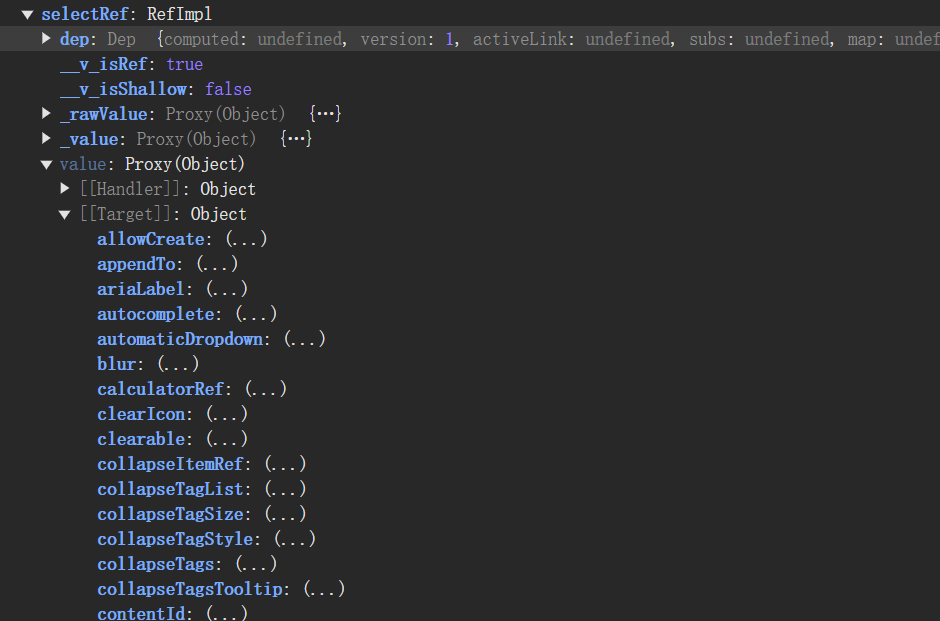 ▼ selectRef: RefImpl
▶ dep: Dep {computed: undefined, version: 1, activeLink: undefined, subs: undefined, map: undef
__v_isRef: true
__v_isShallow: false
▶ _rawValue: Proxy(Object) {…}
▶ _value: Proxy(Object) {…}
▼ value: Proxy(Object)
▶ [[Handler]]: Object
▼ [[Target]]: Object
allowCreate: (...)
appendTo: (...)
ariaLabel: (...)
autocomplete: (...)
automaticDropdown: (...)
blur: (...)
calculatorRef: (...)
clearIcon: (...)
clearable: (...)
collapseItemRef: (...)
collapseTagList: (...)
collapseTagSize: (...)
collapseTagStyle: (...)
collapseTags: (...)
collapseTagsTooltip: (...)
contentId: (...)